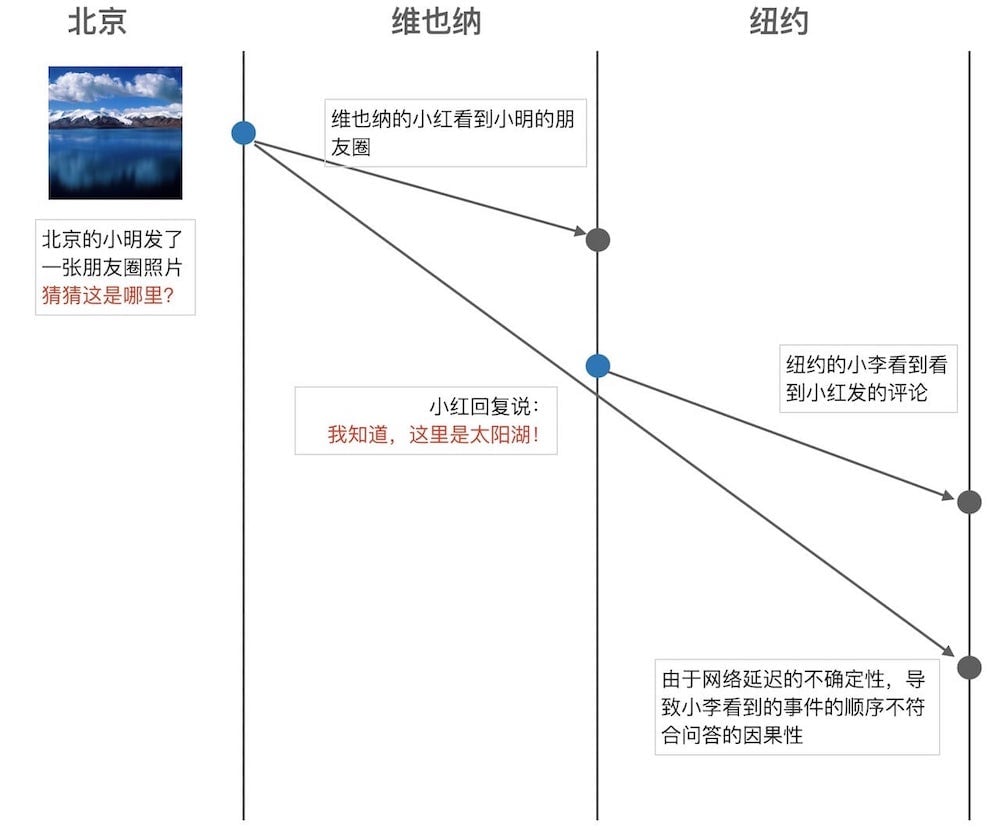 北京
维也纳
纽约
维也纳的小红看到小明的朋
友圈
北京的小明发了
一张朋友圈照片
猜猜这是哪里？
纽约的小李看到看
到小红发的评论
小红回复说：
我知道，这里是太阳湖！
由于网络延迟的不确定性，导
致小李看到的事件的顺序不符
合问答的因果性